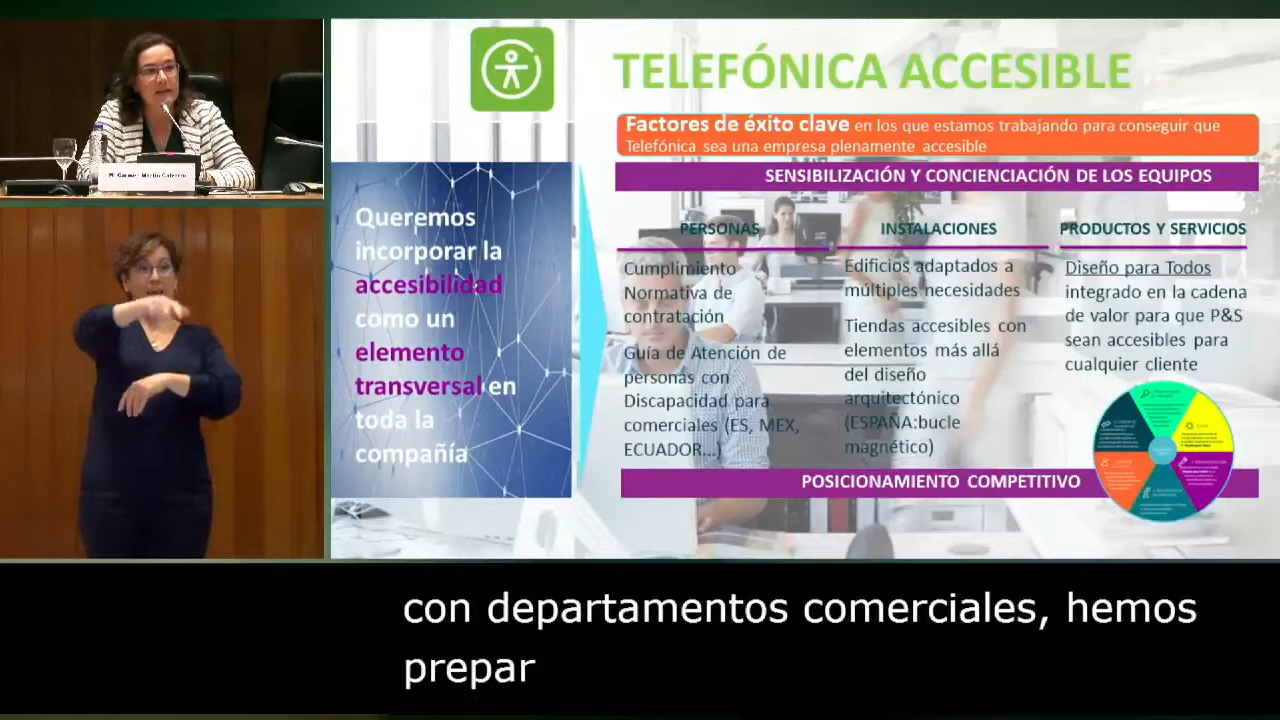 Mª Carmen Martín
TELEFÓNICA ACCESIBLE
Factores de éxito clave en los que estamos trabajando para conseguir que
Telefónica sea una empresa plenamente accesible
SENSIBILIZACIÓN Y CONCIENCIACIÓN DE LOS EQUIPOS
Queremos
incorporar la
accesibilidad
como un
elemento
transversal en
toda la
compañía
PERSONAS
Cumplimiento
Normativa de
contratación
Guía de Atención de
personas con
Discapacidad para
comerciales (ES, MEX,
ECUADOR...)
INSTALACIONES
Edificios adaptados a
múltiples necesidades
Tiendas accesibles con
elementos más allá
del diseño
arquitectónico
(ESPAÑA:bucle
magnético)
PRODUCTOS Y SERVICIOS
Diseño para Todos
integrado en la cadena
de valor para que P&S
sean accesibles para
cualquier cliente
POSICIONAMIENTO COMPETITIVO
con departamentos comerciales, hemos
prepar